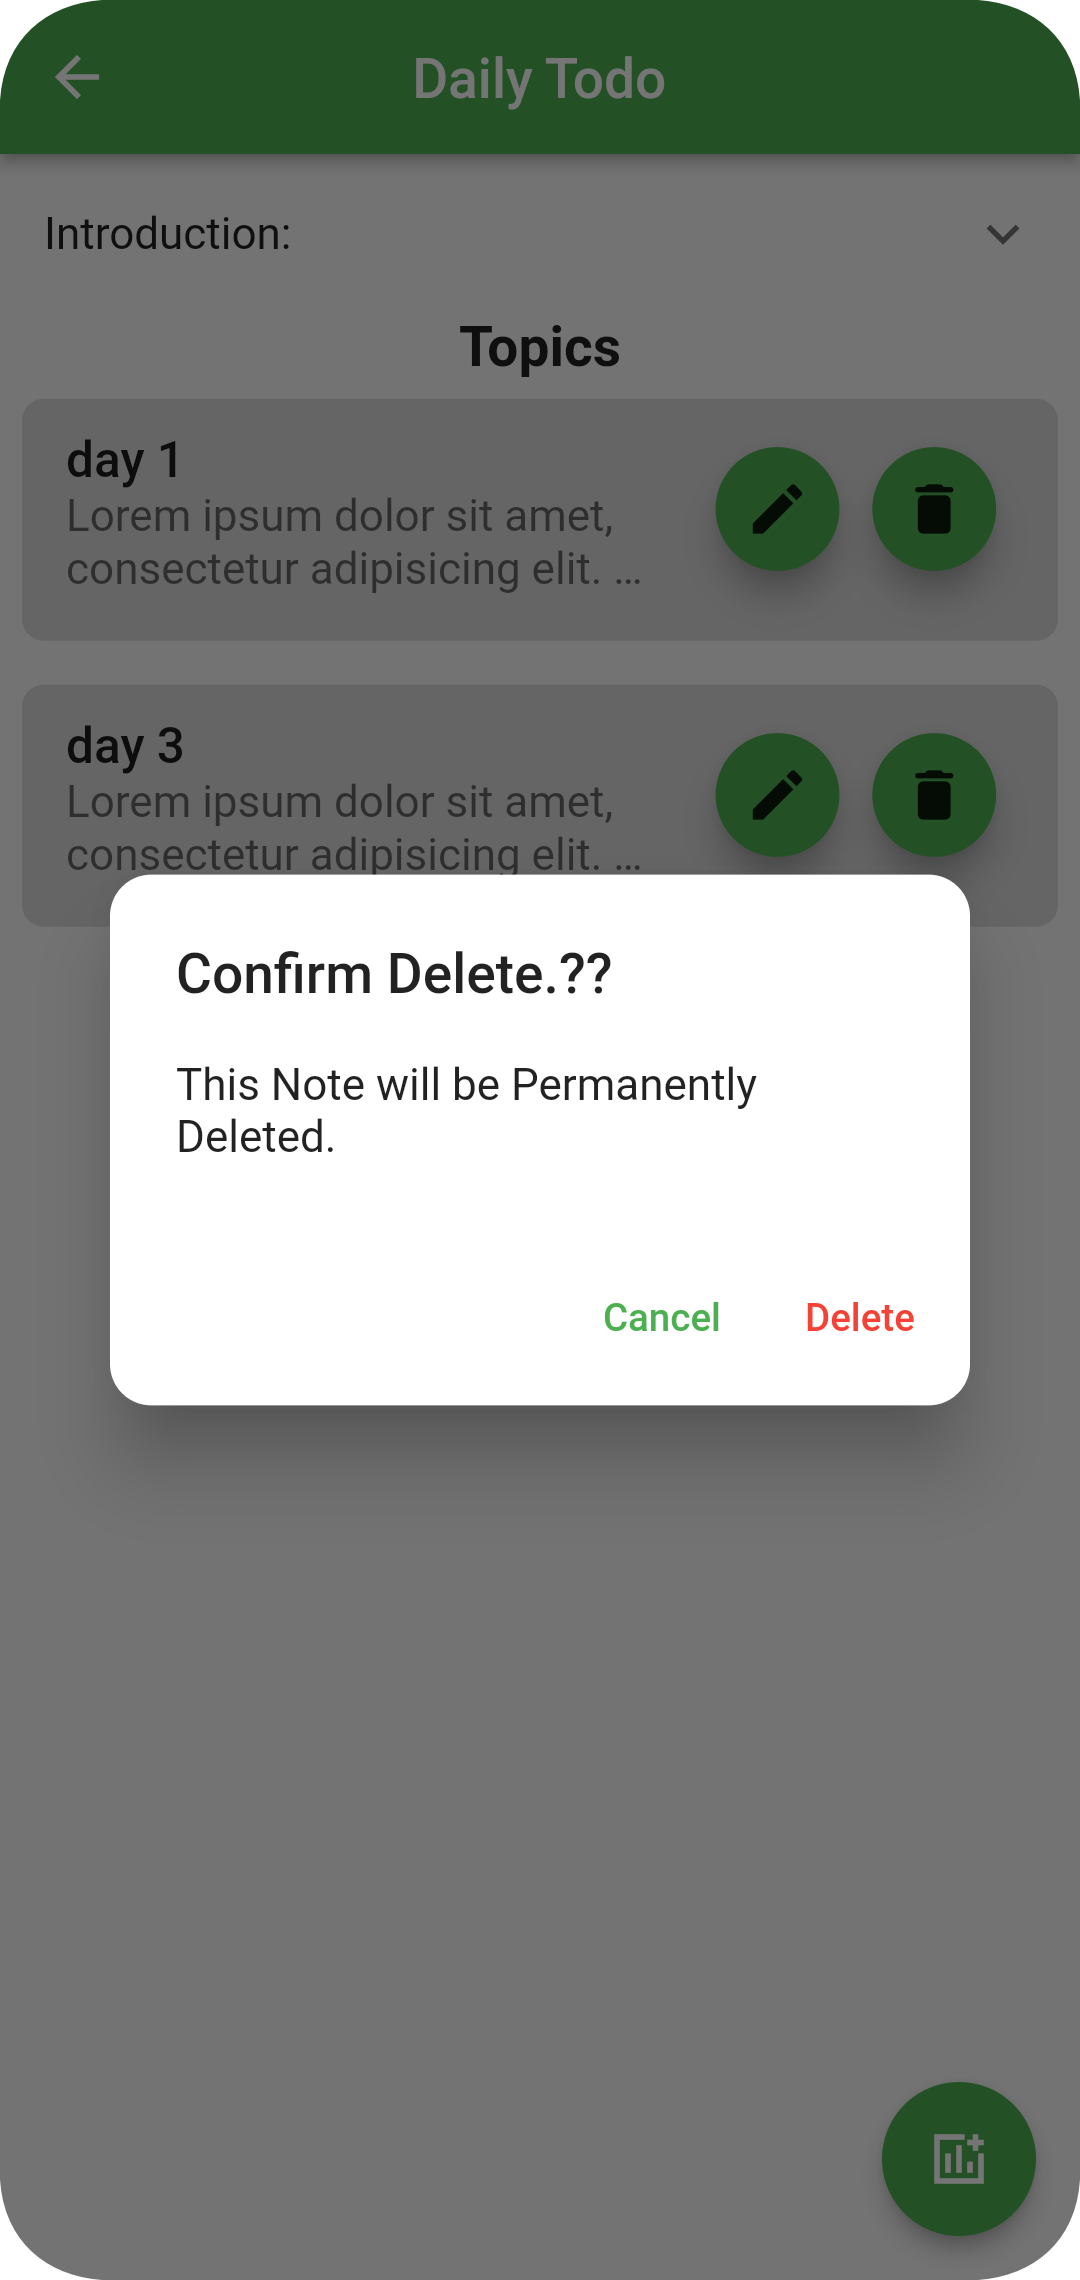 Daily Todo
Introduction:
Topics
day 1
Lorem ipsum dolor sit amet,
consectetur adipisicing elit. ...
day 3
Lorem ipsum dolor sit amet,
consectetur adipisicing elit. ...
Confirm Delete.??
This Note will be Permanently
Deleted.
Cancel
Delete